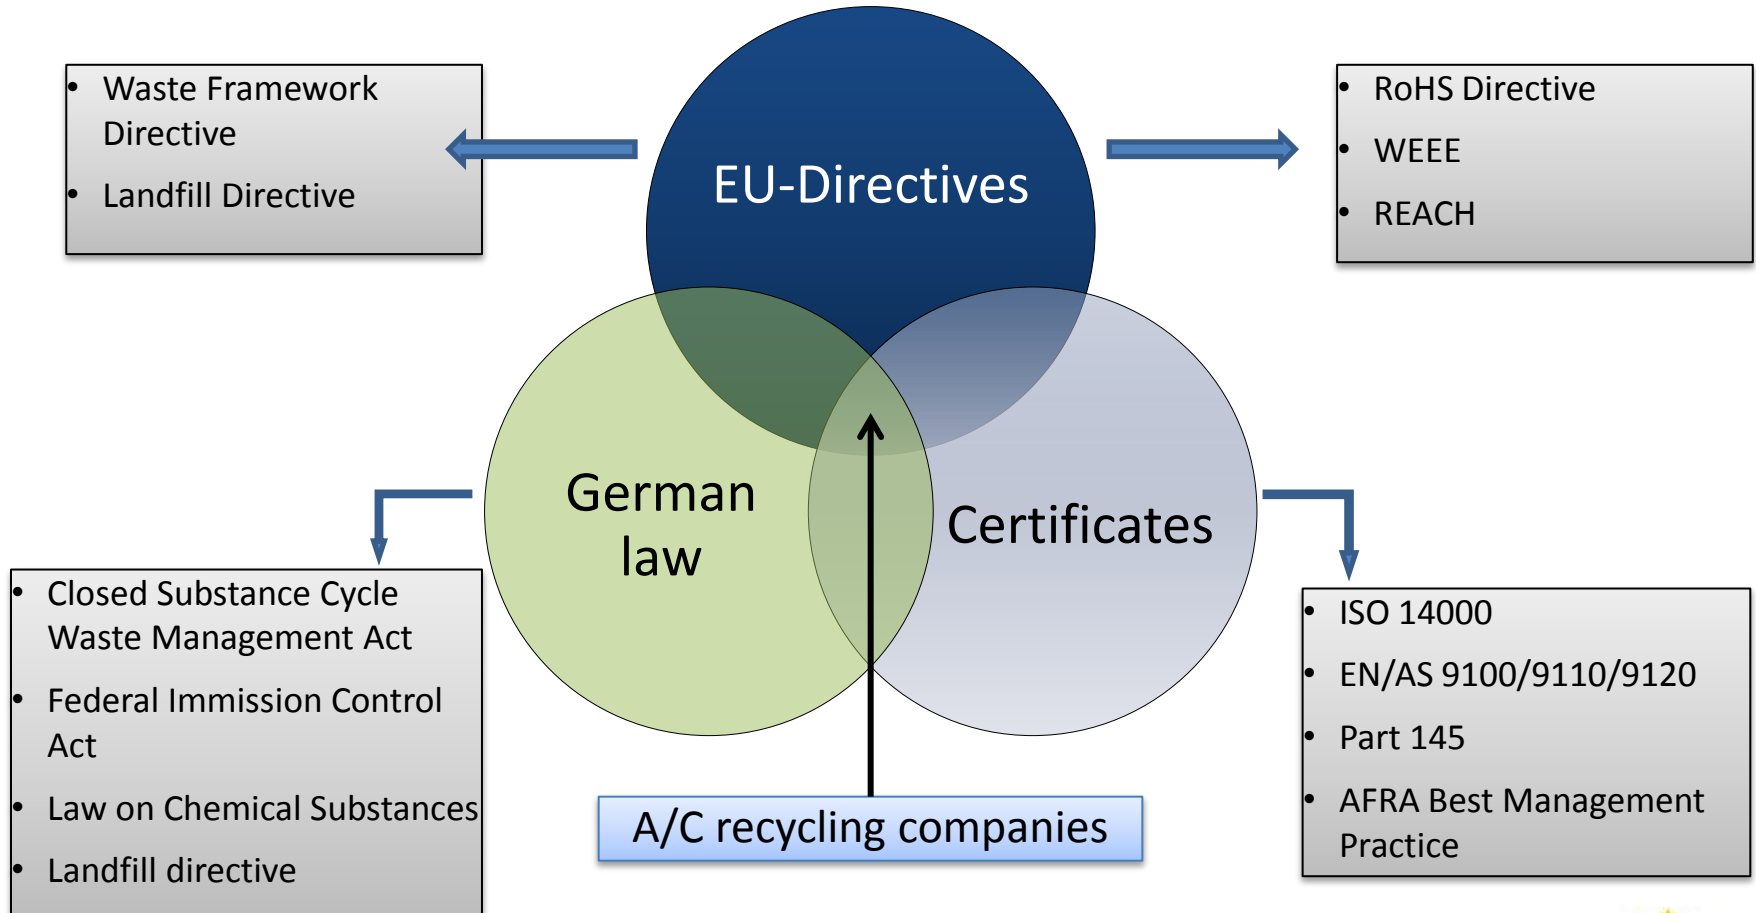 • Waste Framework
Directive
• Landfill Directive
EU-Directives
• RoHS Directive
• WEEE
• REACH
German
law
Certificates
• Closed Substance Cycle
Waste Management Act
• Federal Immission Control
Act
• Law on Chemical Substances
• Landfill directive
A/C recycling companies
• ISO 14000
• EN/AS 9100/9110/9120
• Part 145
• AFRA Best Management
Practice